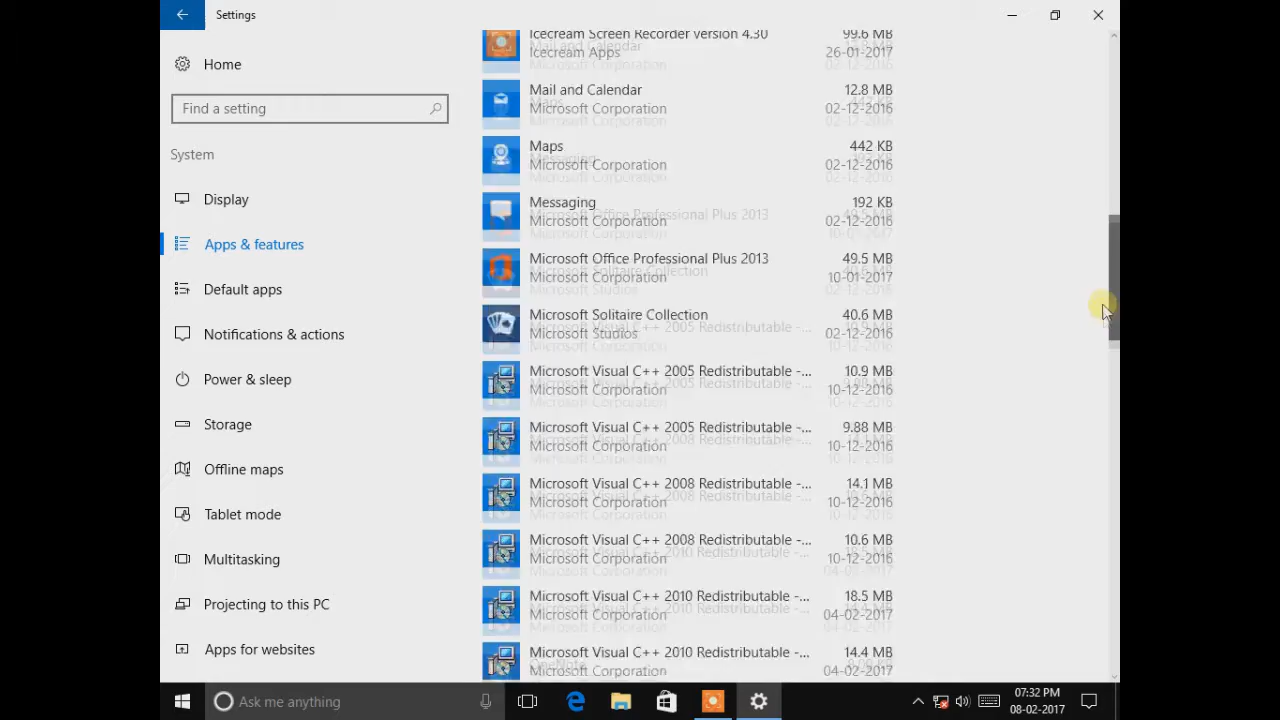 Settings
Home
Find a setting
System
Display
Apps & features
Default apps
Notifications & actions
Power & sleep
Storage
Offline maps
Tablet mode
Multitasking
Projecting to this PC
Apps for websites
Icecream Screen Recorder version 4.30 99.6 MB
Icecream Apps 26-01-2017
Mail and Calendar 12.8 MB
Microsoft Corporation 02-12-2016
Maps 442 KB
Microsoft Corporation 02-12-2016
Messaging 192 KB
Microsoft Corporation 02-12-2016
Microsoft Office Professional Plus 2013 49.5 MB
Microsoft Corporation 10-01-2017
Microsoft Solitaire Collection 40.6 MB
Microsoft Studios 02-12-2016
Microsoft Visual C++ 2005 Redistributable -... 10.9 MB
Microsoft Corporation 10-12-2016
Microsoft Visual C++ 2005 Redistributable -... 9.88 MB
Microsoft Corporation 10-12-2016
Microsoft Visual C++ 2008 Redistributable -... 14.1 MB
Microsoft Corporation 10-12-2016
Microsoft Visual C++ 2008 Redistributable -... 10.6 MB
Microsoft Corporation 10-12-2016
Microsoft Visual C++ 2010 Redistributable -... 18.5 MB
Microsoft Corporation 04-02-2017
Microsoft Visual C++ 2010 Redistributable -... 14.4 MB
Microsoft Corporation 04-02-2017
Ask me anything
07:32 PM
08-02-2017